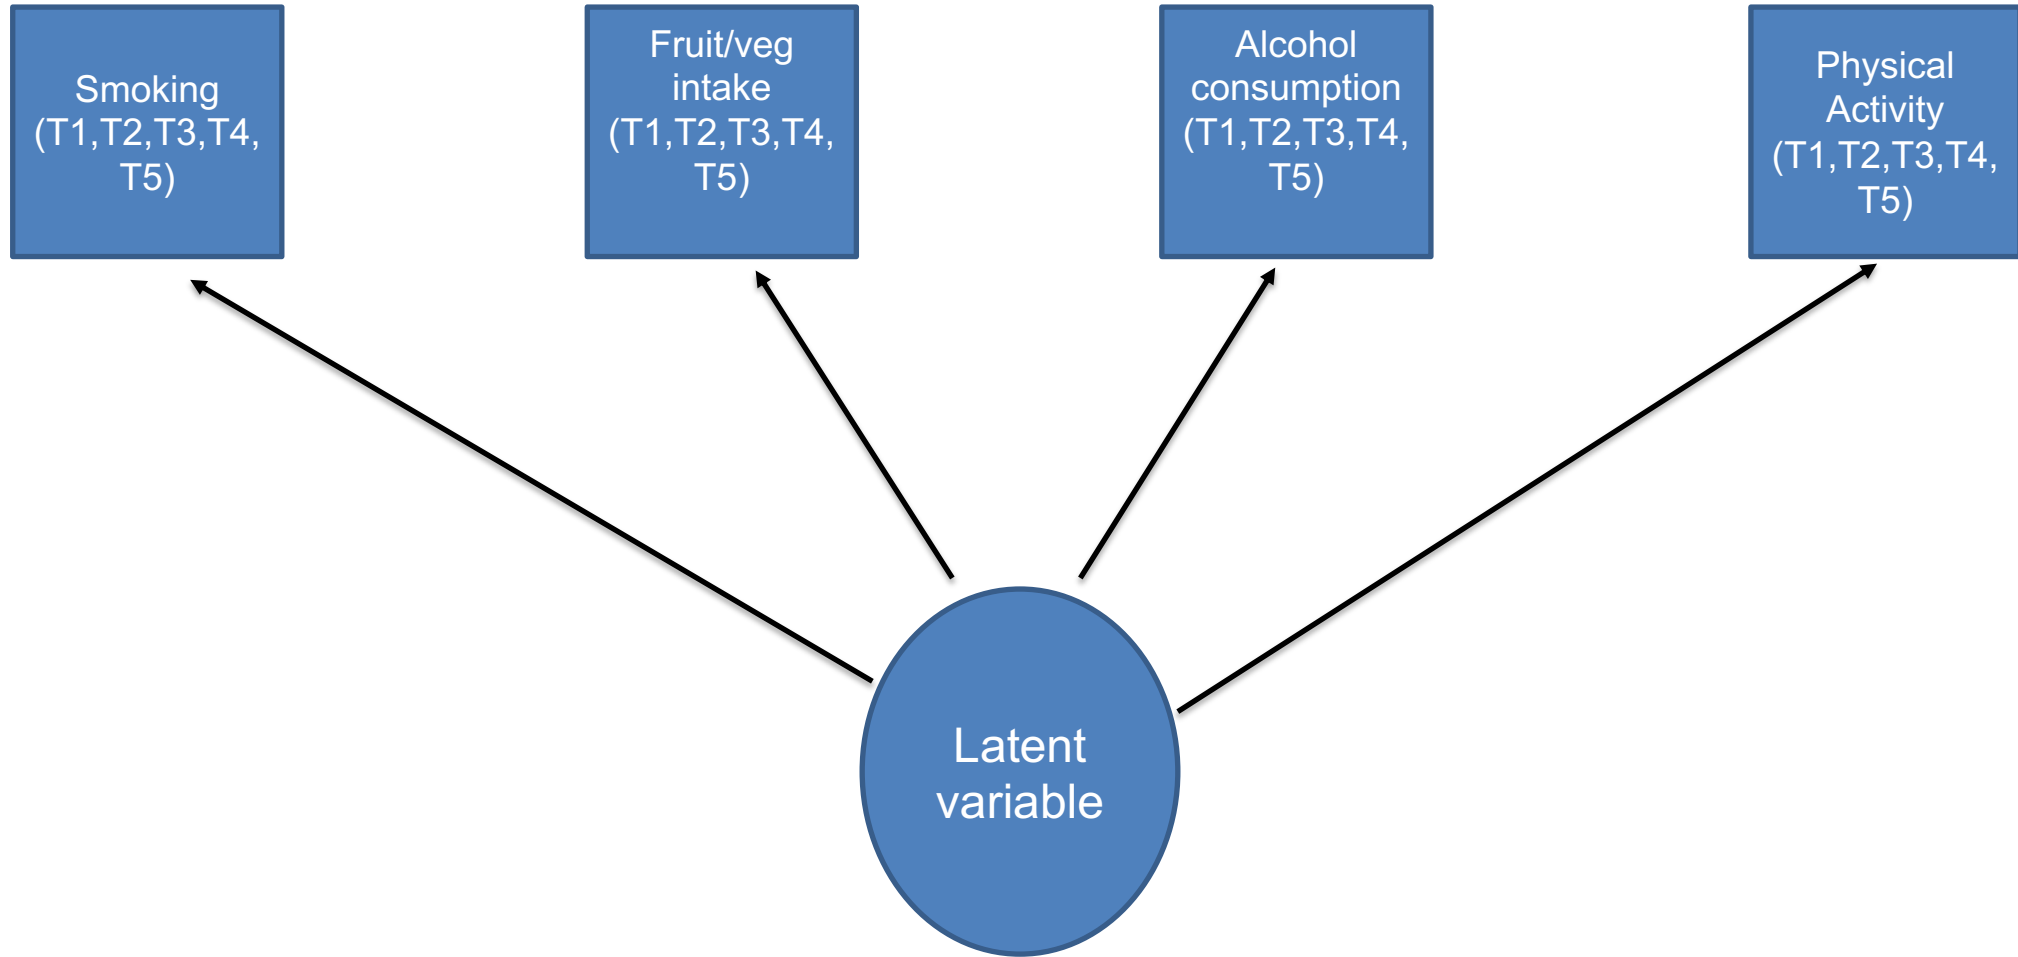 Smoking
(T1,T2,T3,T4,
T5)
Fruit/veg
intake
(T1,T2,T3,T4,
T5)
Alcohol
consumption
(T1,T2,T3,T4,
T5)
Physical
Activity
(T1,T2,T3,T4,
T5)
Latent
variable